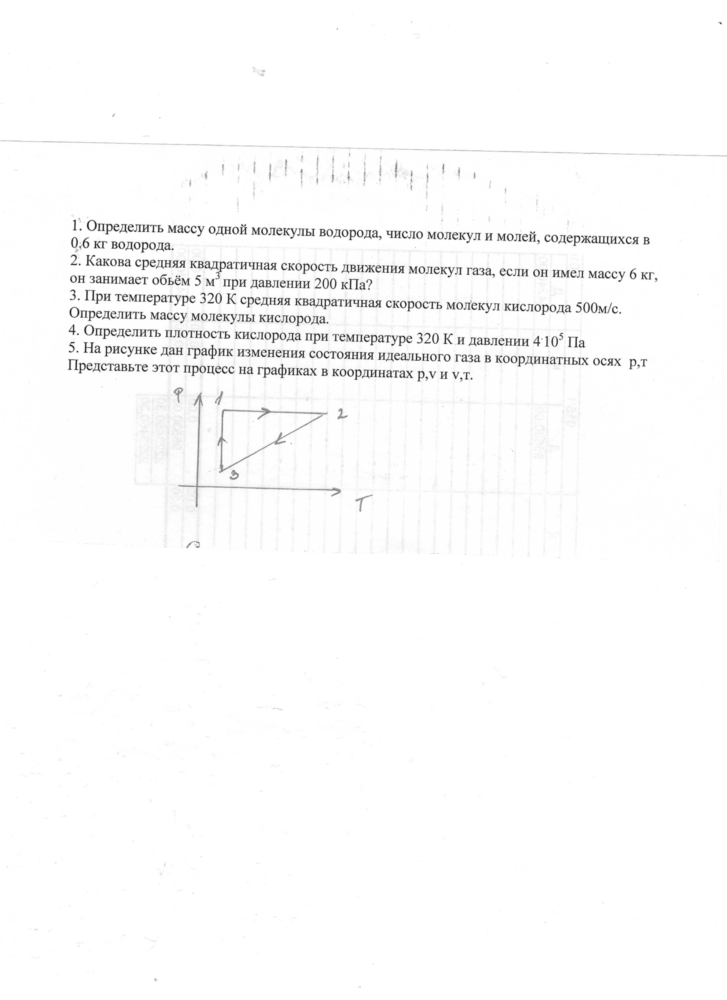 1. Определить массу одной молекулы водорода, число молекул и молей, содержащихся в
0,6 кг водорода.
2. Какова средняя квадратичная скорость движения молекул газа, если он имел массу 6 кг,
он занимает обьём 5 м³ при давлении 200 кПа?
3. При температуре 320 К средняя квадратичная скорость молекул кислорода 500м/с.
Определить массу молекулы кислорода.
4. Определить плотность кислорода при температуре 320 К и давлении 4·10⁵ Па
5. На рисунке дан график изменения состояния идеального газа в координатных осях р,т
Представьте этот процесс на графиках в координатах р,v и v,т.
P 1
2
3
T